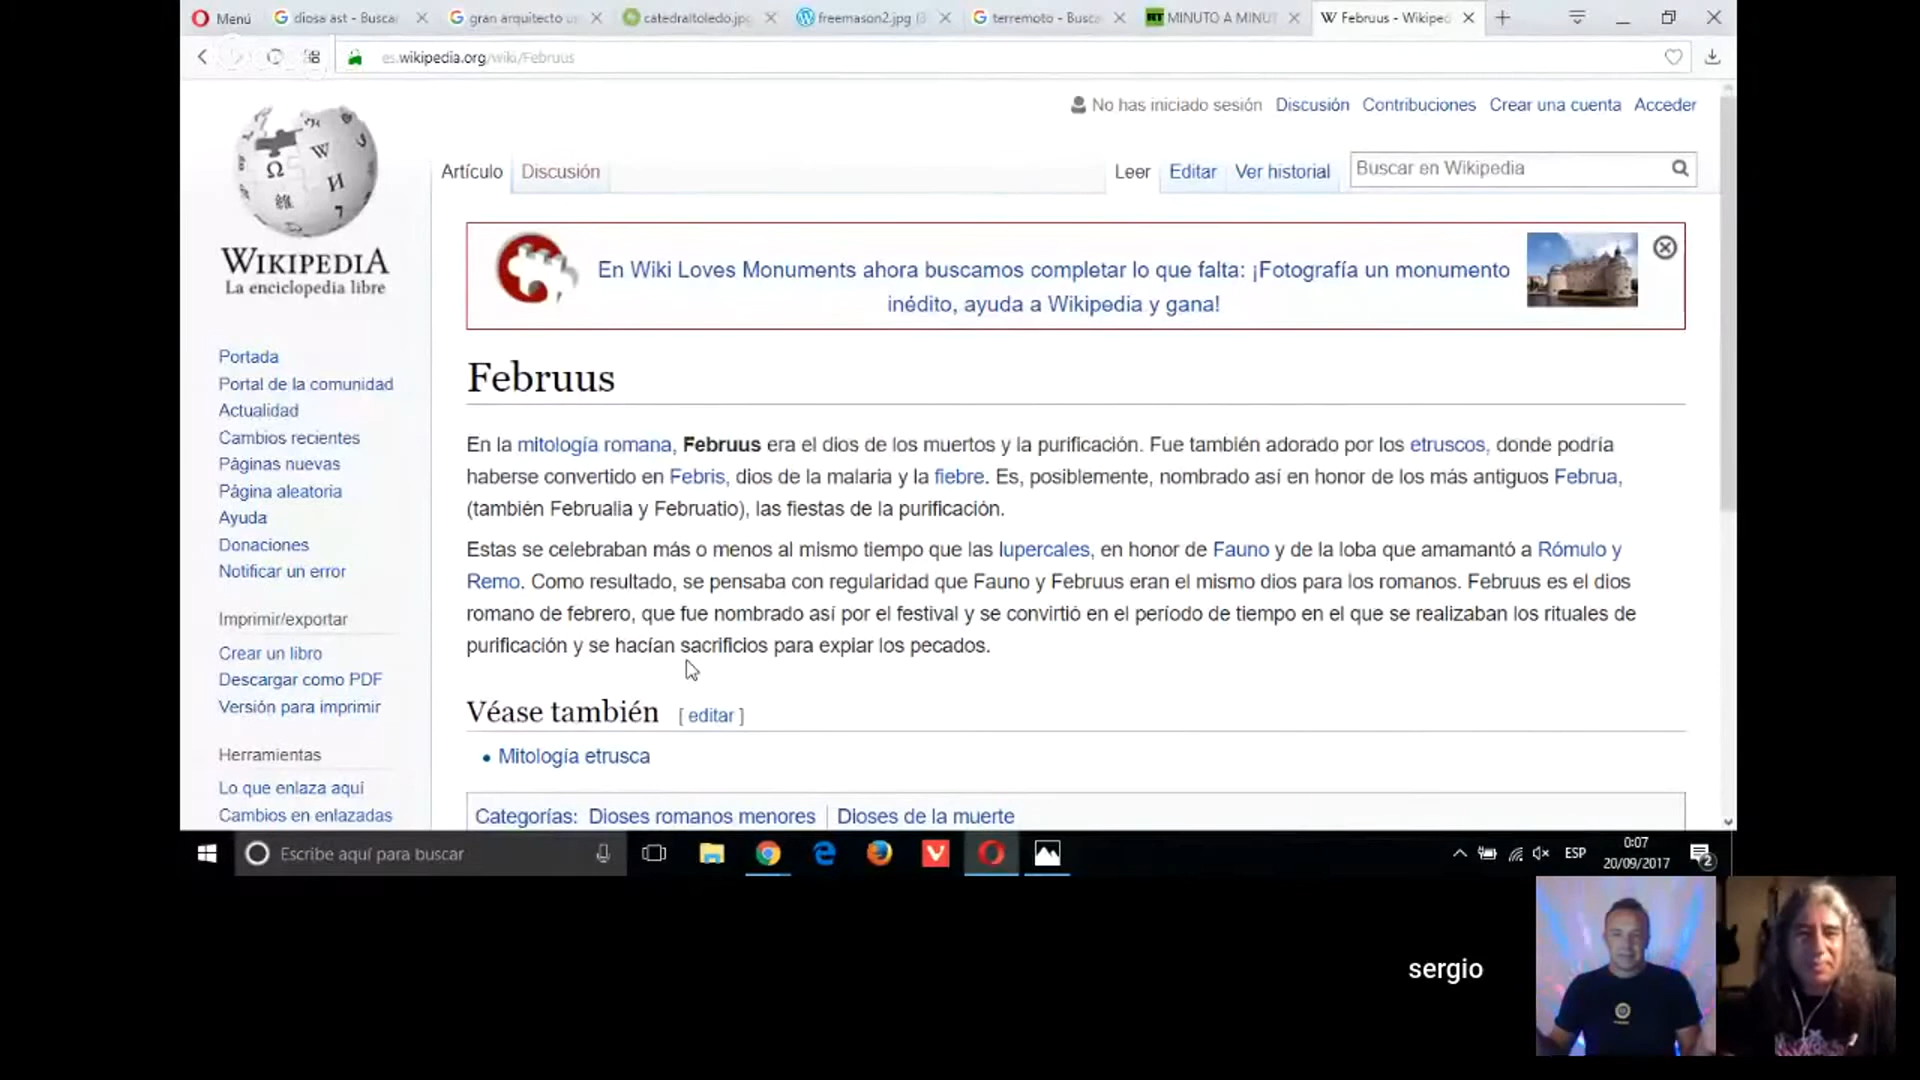 Menú
diosa ast - Buscar
gran arquitecto u
catedraltoledo.jpg
freemason2.jpg (
terremoto - Busca
RT MINUTO A MINUT
W Februus - Wikiped
es.wikipedia.org/wiki/Februus
No has iniciado sesión Discusión Contribuciones Crear una cuenta Acceder
Artículo Discusión Leer Editar Ver historial Buscar en Wikipedia
WIKIPEDIA
La enciclopedia libre
En Wiki Loves Monuments ahora buscamos completar lo que falta: ¡Fotografía un monumento
inédito, ayuda a Wikipedia y gana!
Portada
Portal de la comunidad
Actualidad
Cambios recientes
Páginas nuevas
Página aleatoria
Ayuda
Donaciones
Notificar un error
Imprimir/exportar
Crear un libro
Descargar como PDF
Versión para imprimir
Herramientas
Lo que enlaza aquí
Cambios en enlazadas
Februus
En la mitología romana, Februus era el dios de los muertos y la purificación. Fue también adorado por los etruscos, donde podría
haberse convertido en Febris, dios de la malaria y la fiebre. Es, posiblemente, nombrado así en honor de los más antiguos Februa,
(también Februalia y Februatio), las fiestas de la purificación.
Estas se celebraban más o menos al mismo tiempo que las lupercales, en honor de Fauno y de la loba que amamantó a Rómulo y
Remo. Como resultado, se pensaba con regularidad que Fauno y Februus eran el mismo dios para los romanos. Februus es el dios
romano de febrero, que fue nombrado así por el festival y se convirtió en el período de tiempo en el que se realizaban los rituales de
purificación y se hacían sacrificios para expiar los pecados.
Véase también [ editar ]
• Mitología etrusca
Categorías: Dioses romanos menores | Dioses de la muerte
Escribe aquí para buscar
ESP
0:07
20/09/2017
2
sergio